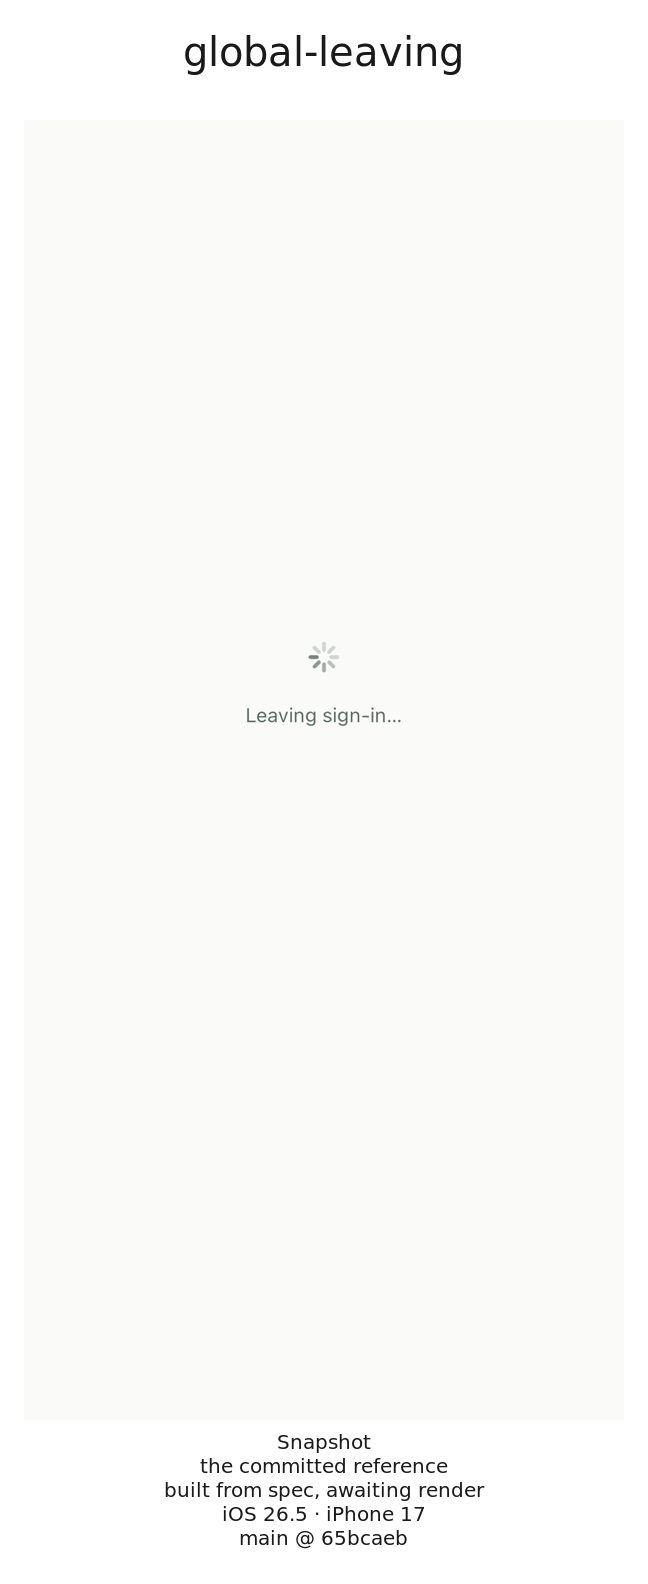 global-leaving
Leaving sign-in...
Snapshot
the committed reference
built from spec, awaiting render
iOS 26.5 · iPhone 17
main @ 65bcaeb